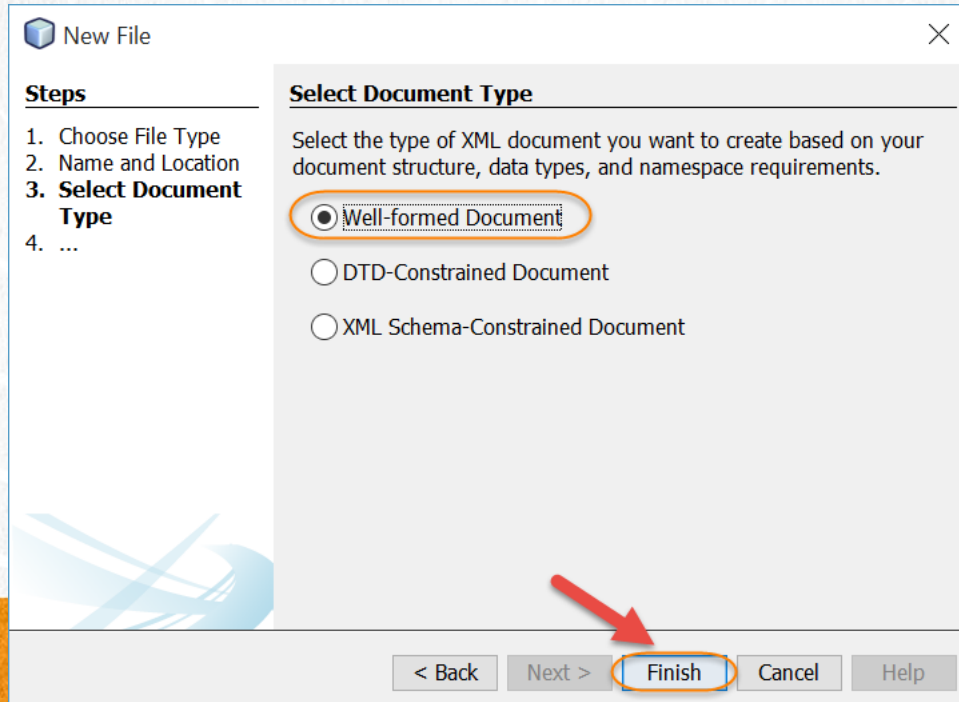 New File
Steps
1. Choose File Type
2. Name and Location
3. Select Document
Type
4. ...
Select Document Type
Select the type of XML document you want to create based on your
document structure, data types, and namespace requirements.
Well-formed Document
DTD-Constrained Document
XML Schema-Constrained Document
< Back
Next >
Finish
Cancel
Help